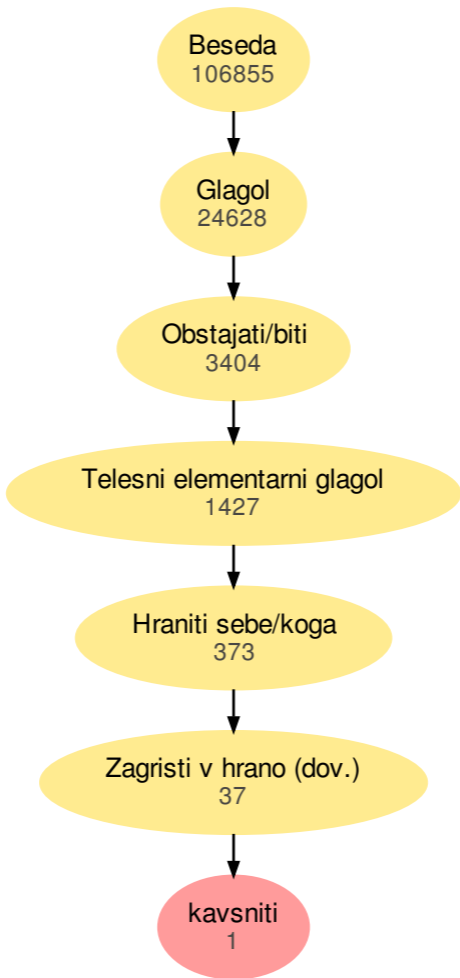 Beseda
106855
Glagol
24628
Obstajati/biti
3404
Telesni elementarni glagol
1427
Hraniti sebe/koga
373
Zagristi v hrano (dov.)
37
kavsniti
1